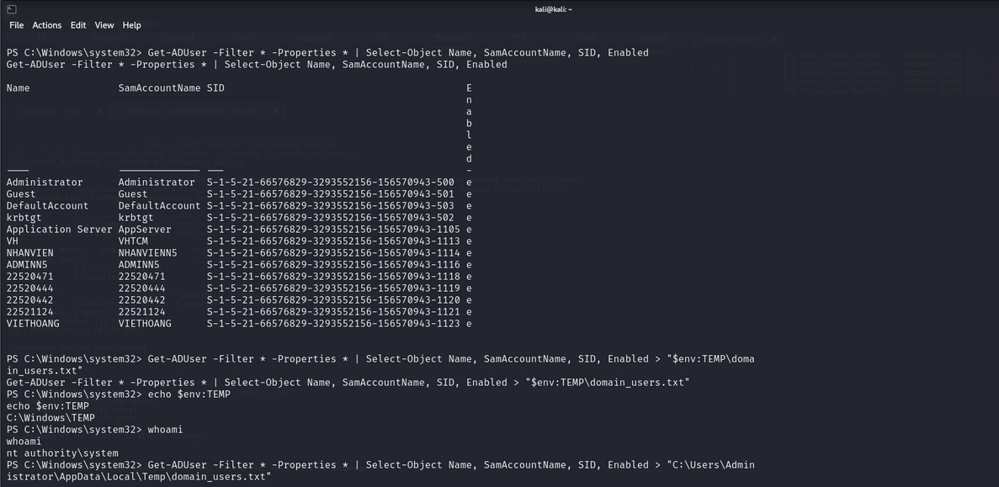 kali@kali: ~
File Actions Edit View Help
PS C:\Windows\system32> Get-ADUser -Filter * -Properties * | Select-Object Name, SamAccountName, SID, Enabled
Get-ADUser -Filter * -Properties * | Select-Object Name, SamAccountName, SID, Enabled
Name SamAccountName SID E
n
a
b
l
e
d
---- -------------- --- -
Administrator Administrator S-1-5-21-66576829-3293552156-156570943-500 e
Guest Guest S-1-5-21-66576829-3293552156-156570943-501 e
DefaultAccount DefaultAccount S-1-5-21-66576829-3293552156-156570943-503 e
krbtgt krbtgt S-1-5-21-66576829-3293552156-156570943-502 e
Application Server AppServer S-1-5-21-66576829-3293552156-156570943-1105 e
VH VHTCM S-1-5-21-66576829-3293552156-156570943-1113 e
NHANVIEN NHANVIENN5 S-1-5-21-66576829-3293552156-156570943-1114 e
ADMINN5 ADMINN5 S-1-5-21-66576829-3293552156-156570943-1116 e
22520471 22520471 S-1-5-21-66576829-3293552156-156570943-1118 e
22520444 22520444 S-1-5-21-66576829-3293552156-156570943-1119 e
22520442 22520442 S-1-5-21-66576829-3293552156-156570943-1120 e
22521124 22521124 S-1-5-21-66576829-3293552156-156570943-1121 e
VIETHOANG VIETHOANG S-1-5-21-66576829-3293552156-156570943-1123 e
PS C:\Windows\system32> Get-ADUser -Filter * -Properties * | Select-Object Name, SamAccountName, SID, Enabled > "$env:TEMP\doma
in_users.txt"
Get-ADUser -Filter * -Properties * | Select-Object Name, SamAccountName, SID, Enabled > "$env:TEMP\domain_users.txt"
PS C:\Windows\system32> echo $env:TEMP
echo $env:TEMP
C:\Windows\TEMP
PS C:\Windows\system32> whoami
whoami
nt authority\system
PS C:\Windows\system32> Get-ADUser -Filter * -Properties * | Select-Object Name, SamAccountName, SID, Enabled > "C:\Users\Admin
istrator\AppData\Local\Temp\domain_users.txt"